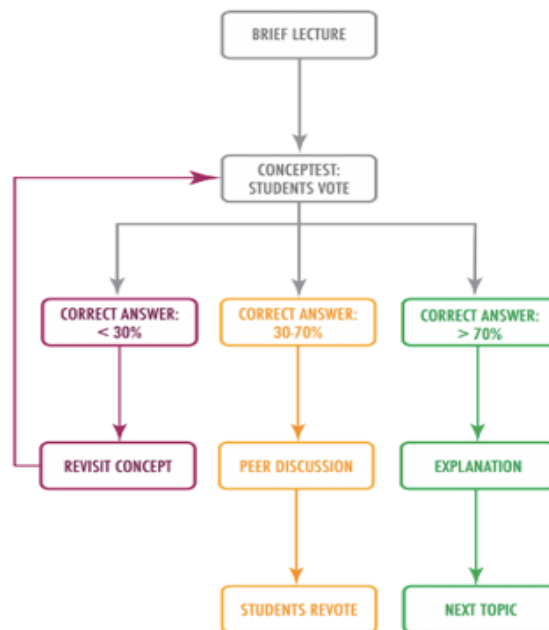 BRIEF LECTURE
CONCEPTEST:
STUDENTS VOTE
CORRECT ANSWER:
< 30%
CORRECT ANSWER:
30-70%
CORRECT ANSWER:
> 70%
REVISIT CONCEPT
PEER DISCUSSION
EXPLANATION
STUDENTS REVOTE
NEXT TOPIC